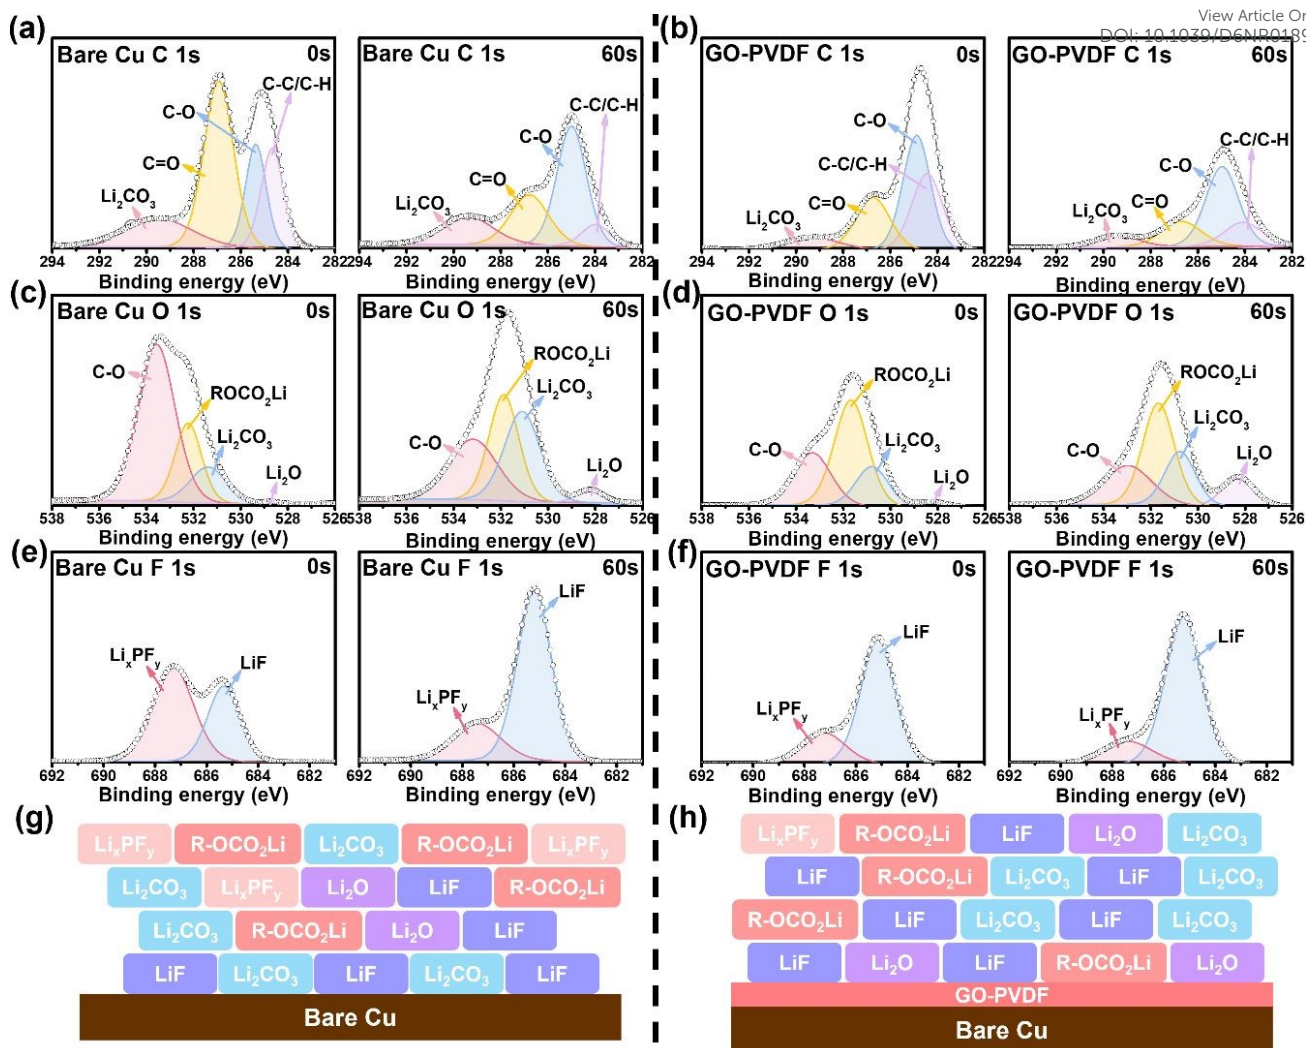 View Article On
DOI: 10.1039/D6NR0189
(a)
Bare Cu C 1s 0s
C-C/C-H
C-O
C=O
Li2CO3
294 292 290 288 286 284 282
Binding energy (eV)
Bare Cu C 1s 60s
C-C/C-H
C-O
C=O
Li2CO3
294 292 290 288 286 284 282
Binding energy (eV)
(b)
GO-PVDF C 1s 0s
C-O
C-C/C-H
C=O
Li2CO3
294 292 290 288 286 284 282
Binding energy (eV)
GO-PVDF C 1s 60s
C-C/C-H
C-O
C=O
Li2CO3
294 292 290 288 286 284 282
Binding energy (eV)
(c)
Bare Cu O 1s 0s
C-O
ROCO2Li
Li2CO3
Li2O
538 536 534 532 530 528 526
Binding energy (eV)
Bare Cu O 1s 60s
ROCO2Li
Li2CO3
C-O
Li2O
538 536 534 532 530 528 526
Binding energy (eV)
(d)
GO-PVDF O 1s 0s
ROCO2Li
Li2CO3
C-O
Li2O
538 536 534 532 530 528 526
Binding energy (eV)
GO-PVDF O 1s 60s
ROCO2Li
Li2CO3
C-O
Li2O
538 536 534 532 530 528 526
Binding energy (eV)
(e)
Bare Cu F 1s 0s
LixPFy
LiF
692 690 688 686 684 682
Binding energy (eV)
Bare Cu F 1s 60s
LiF
LixPFy
692 690 688 686 684 682
Binding energy (eV)
(f)
GO-PVDF F 1s 0s
LiF
LixPFy
692 690 688 686 684 682
Binding energy (eV)
GO-PVDF F 1s 60s
LiF
LixPFy
692 690 688 686 684 682
Binding energy (eV)
(g)
LixPFy R-OCO2Li Li2CO3 R-OCO2Li LixPFy
Li2CO3 LixPFy Li2O LiF R-OCO2Li
Li2CO3 R-OCO2Li Li2O LiF
LiF Li2CO3 LiF Li2CO3 LiF
Bare Cu
(h)
LixPFy R-OCO2Li LiF Li2O Li2CO3
LiF R-OCO2Li Li2CO3 LiF Li2CO3
R-OCO2Li LiF Li2CO3 LiF Li2CO3
LiF Li2O LiF R-OCO2Li Li2O
GO-PVDF
Bare Cu